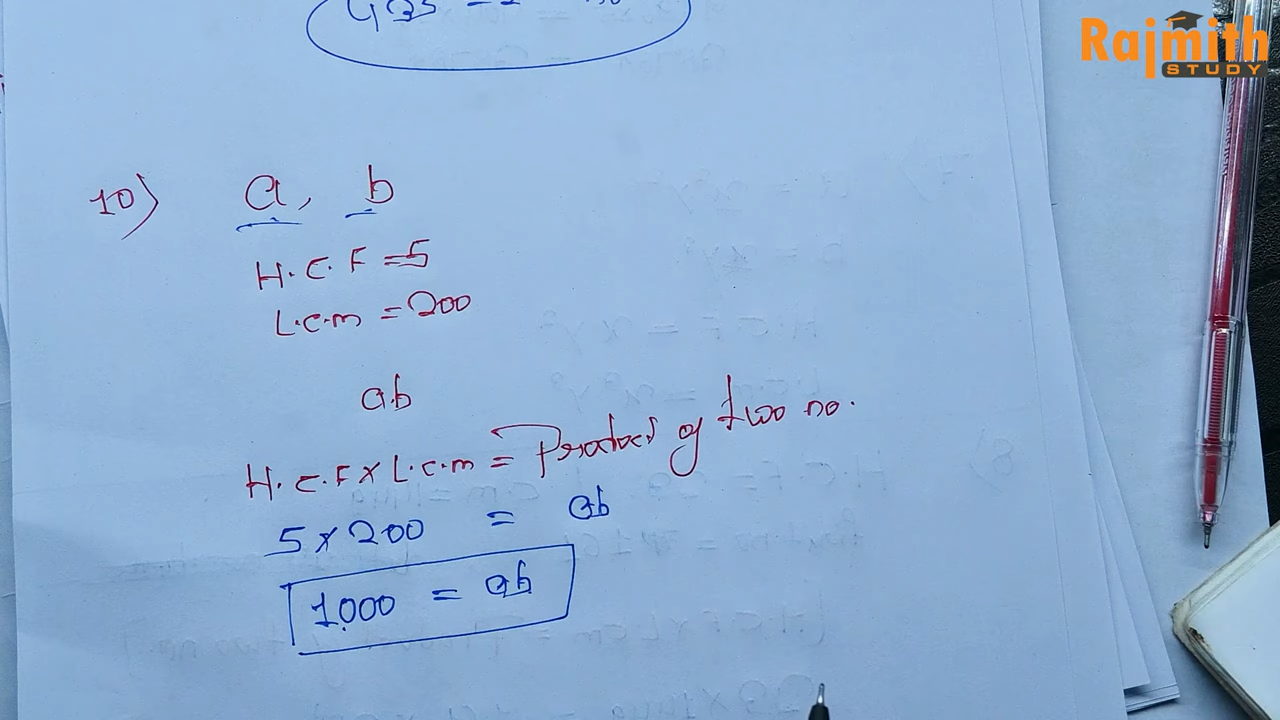 Rajmith
STUDY
10) a, b
H.C.F = 5
L.C.m = 200
ab
H.C.F x L.C.m = Product of two no.
5 x 200 = ab
1000 = ab